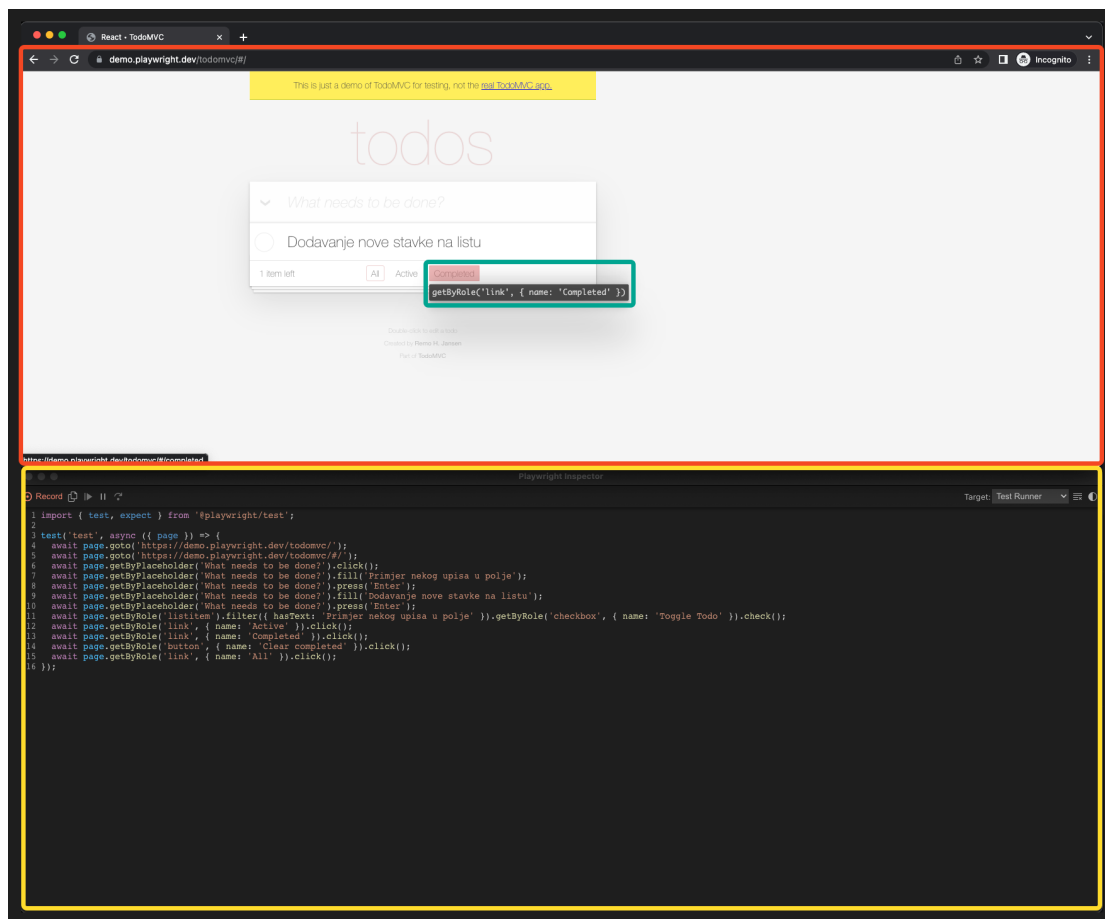 React • TodoMVC
demo.playwright.dev/todomvc/#/
Incognito
This is just a demo of TodoMVC for testing, not the real TodoMVC app.
todos
What needs to be done?
Dodavanje nove stavke na listu
1 item left All Active Completed
getByRole('link', { name: 'Completed' })
Double-click to edit a todo
Created by Remo H. Jansen
Part of TodoMVC
https://demo.playwright.dev/todomvc/#/completed
Playwright Inspector
Record Target: Test Runner
1 import { test, expect } from '@playwright/test';
2
3 test('test', async ({ page }) => {
4 await page.goto('https://demo.playwright.dev/todomvc/');
5 await page.goto('https://demo.playwright.dev/todomvc/#/');
6 await page.getByPlaceholder('What needs to be done?').click();
7 await page.getByPlaceholder('What needs to be done?').fill('Primjer nekog upisa u polje');
8 await page.getByPlaceholder('What needs to be done?').press('Enter');
9 await page.getByPlaceholder('What needs to be done?').fill('Dodavanje nove stavke na listu');
10 await page.getByPlaceholder('What needs to be done?').press('Enter');
11 await page.getByRole('listitem').filter({ hasText: 'Primjer nekog upisa u polje' }).getByRole('checkbox', { name: 'Toggle Todo' }).check();
12 await page.getByRole('link', { name: 'Active' }).click();
13 await page.getByRole('link', { name: 'Completed' }).click();
14 await page.getByRole('button', { name: 'Clear completed' }).click();
15 await page.getByRole('link', { name: 'All' }).click();
16 });